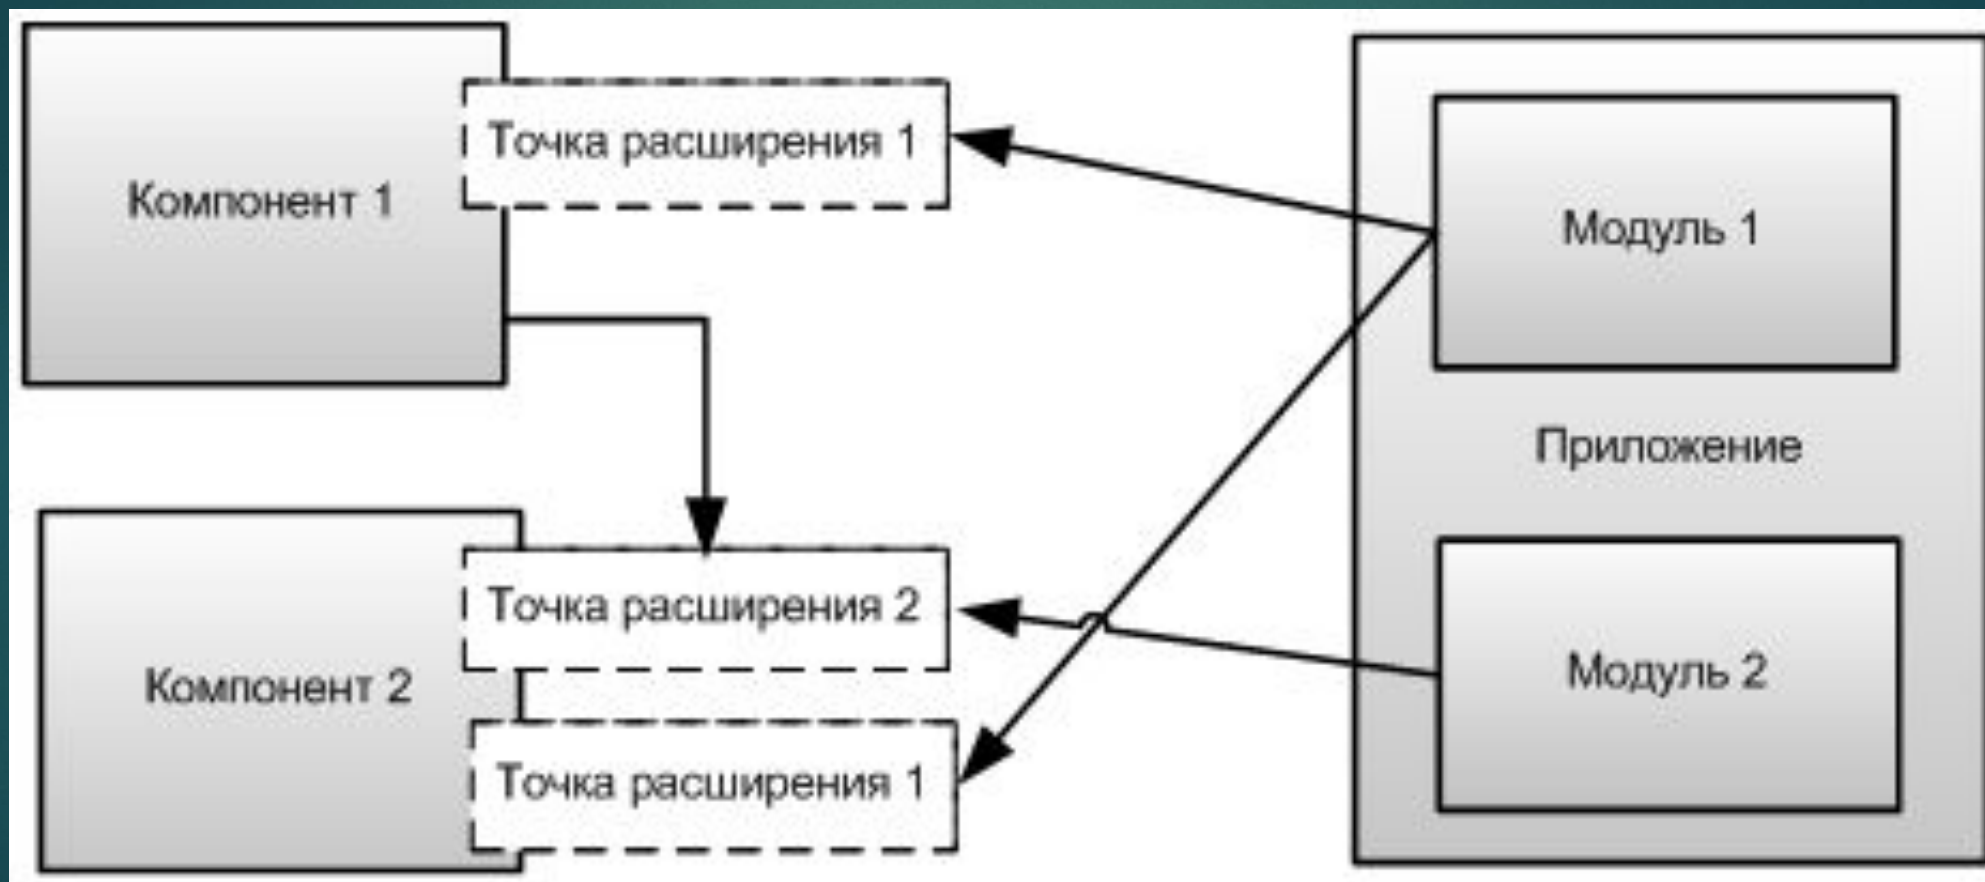 Точка расширения 1
Компонент 1
Модуль 1
Приложение
Точка расширения 2
Компонент 2
Модуль 2
Точка расширения 1